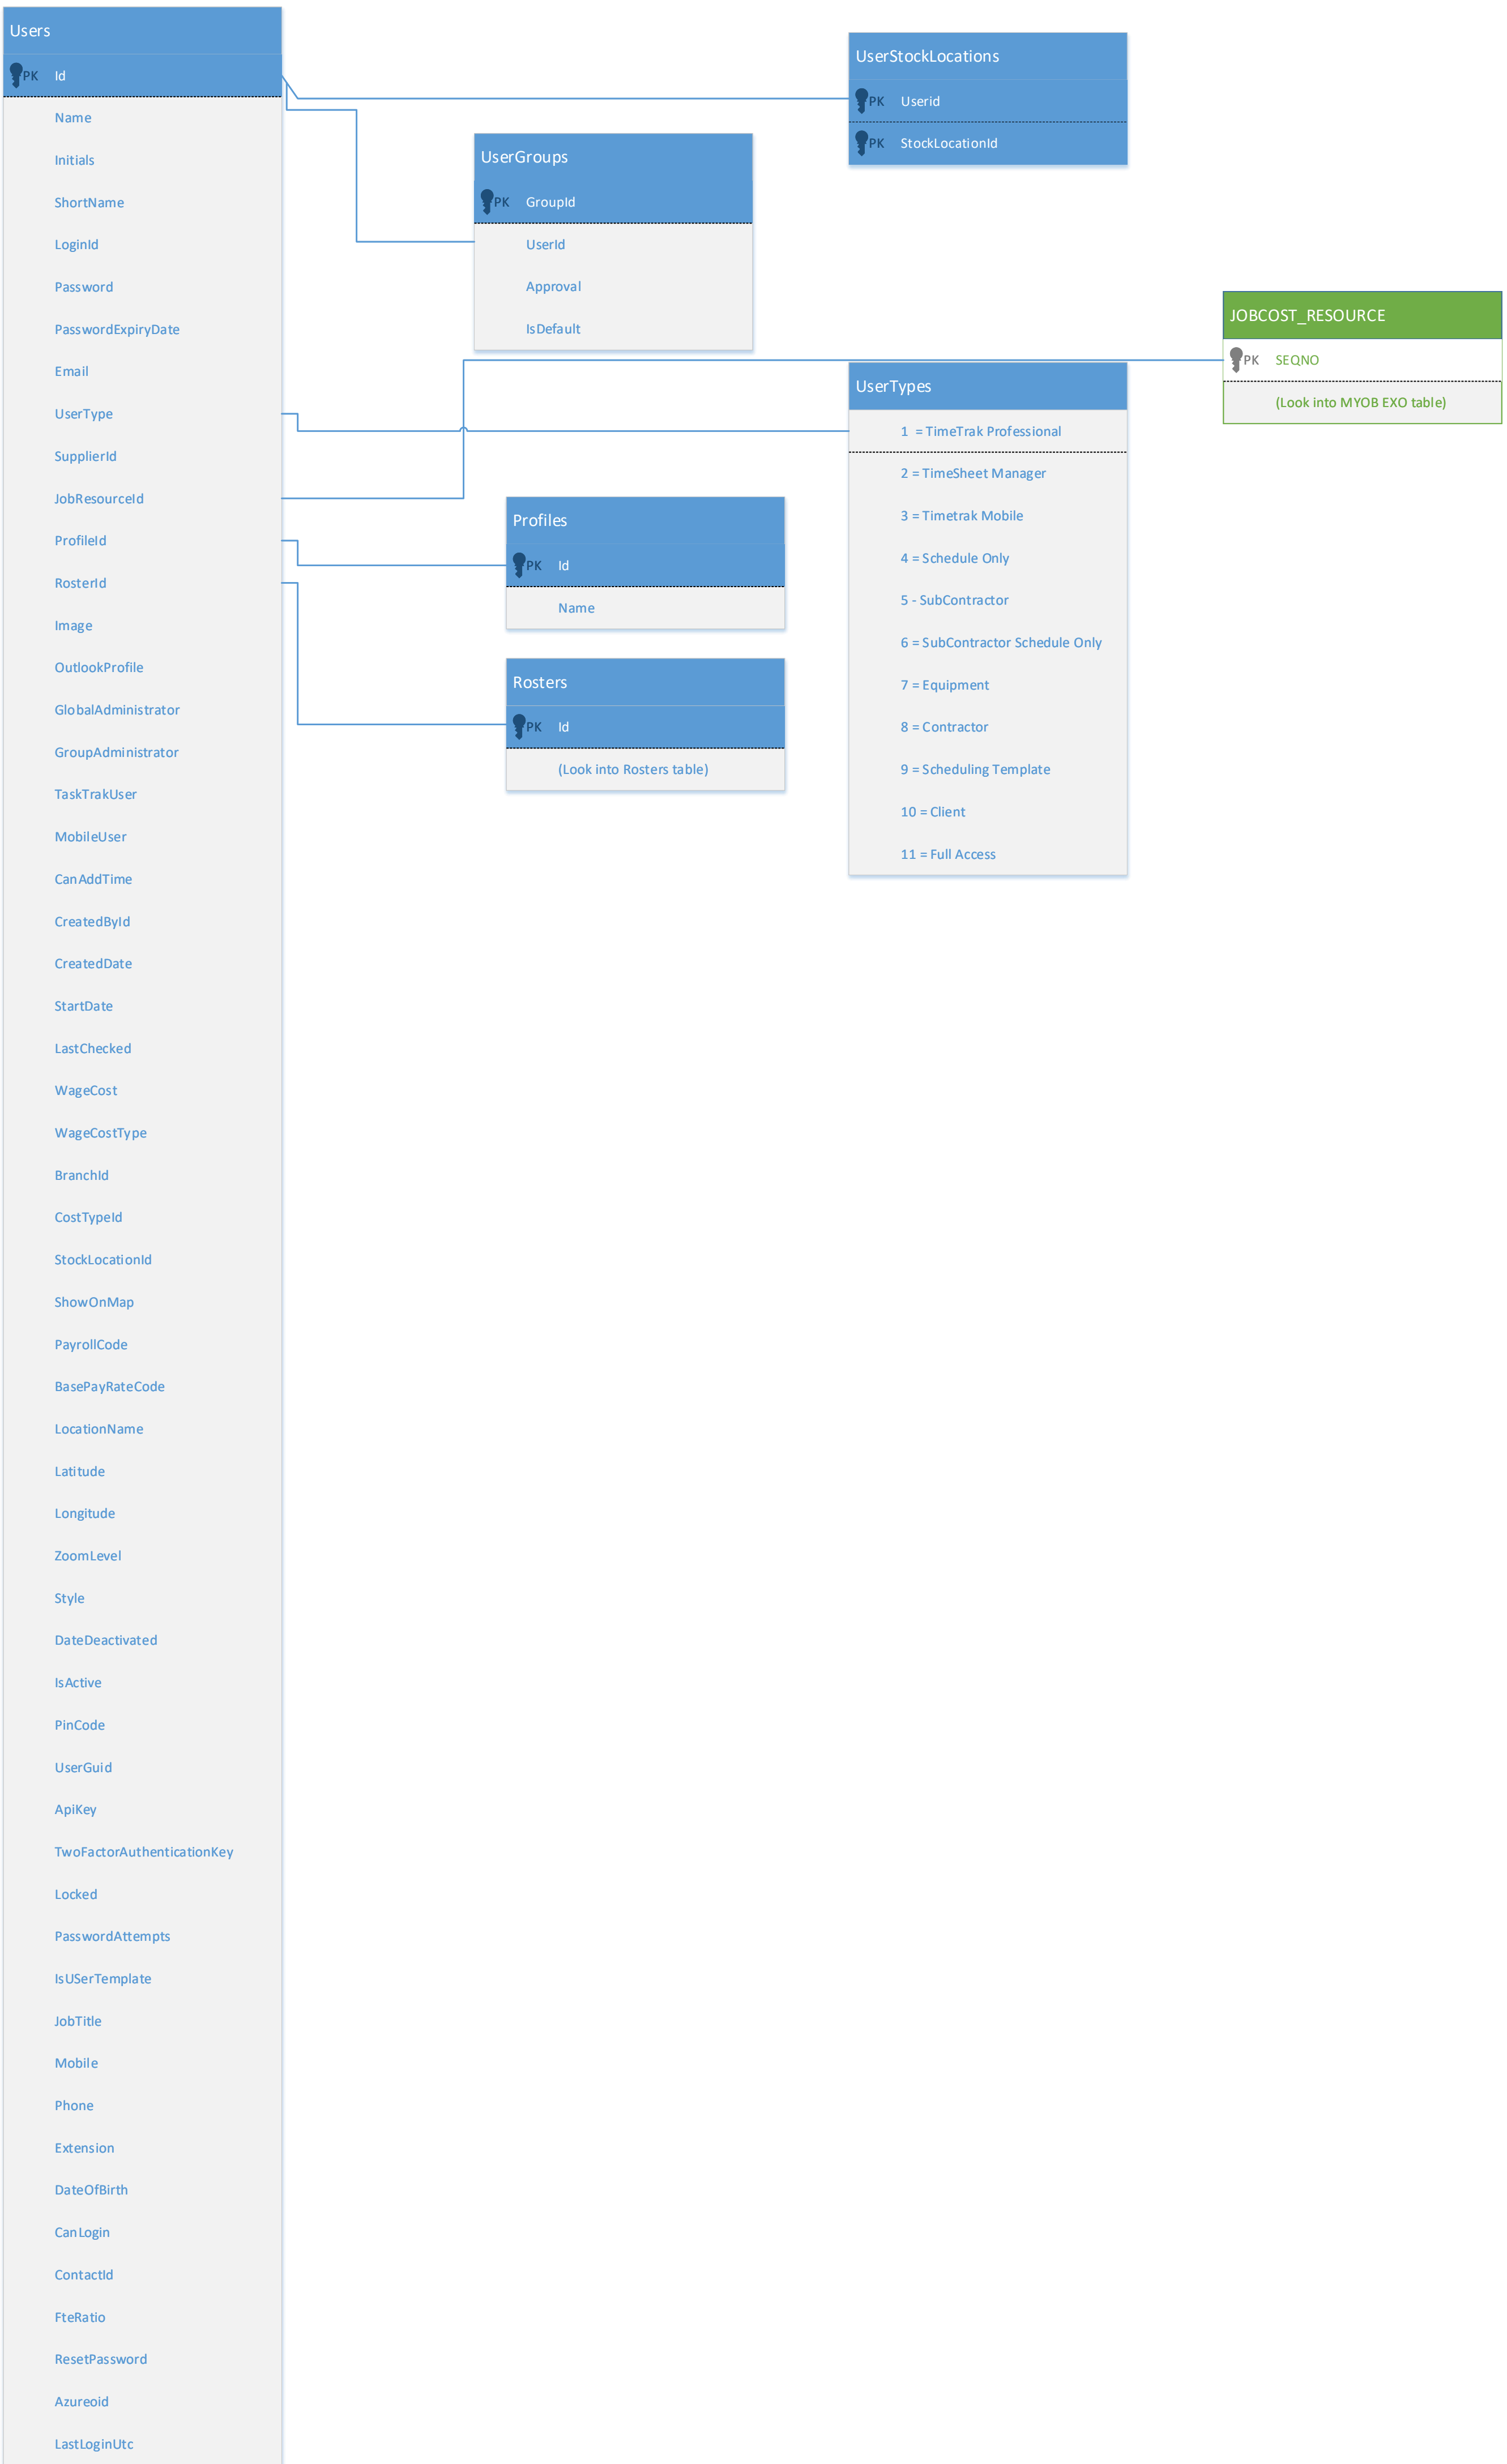 Users
PK Id
Name
Initials
ShortName
LoginId
Password
PasswordExpiryDate
Email
UserType
SupplierId
JobResourceId
ProfileId
RosterId
Image
OutlookProfile
GlobalAdministrator
GroupAdministrator
TaskTrakUser
MobileUser
CanAddTime
CreatedById
CreatedDate
StartDate
LastChecked
WageCost
WageCostType
BranchId
CostTypeId
StockLocationId
ShowOnMap
PayrollCode
BasePayRateCode
LocationName
Latitude
Longitude
ZoomLevel
Style
DateDeactivated
IsActive
PinCode
UserGuid
ApiKey
TwoFactorAuthenticationKey
Locked
PasswordAttempts
IsUSerTemplate
JobTitle
Mobile
Phone
Extension
DateOfBirth
CanLogin
ContactId
FteRatio
ResetPassword
Azureoid
LastLoginUtc
UserGroups
PK GroupId
UserId
Approval
IsDefault
Profiles
PK Id
Name
Rosters
PK Id
(Look into Rosters table)
UserStockLocations
PK Userid
PK StockLocationId
UserTypes
1 = TimeTrak Professional
2 = TimeSheet Manager
3 = Timetrak Mobile
4 = Schedule Only
5 - SubContractor
6 = SubContractor Schedule Only
7 = Equipment
8 = Contractor
9 = Scheduling Template
10 = Client
11 = Full Access
JOBCOST_RESOURCE
PK SEQNO
(Look into MYOB EXO table)